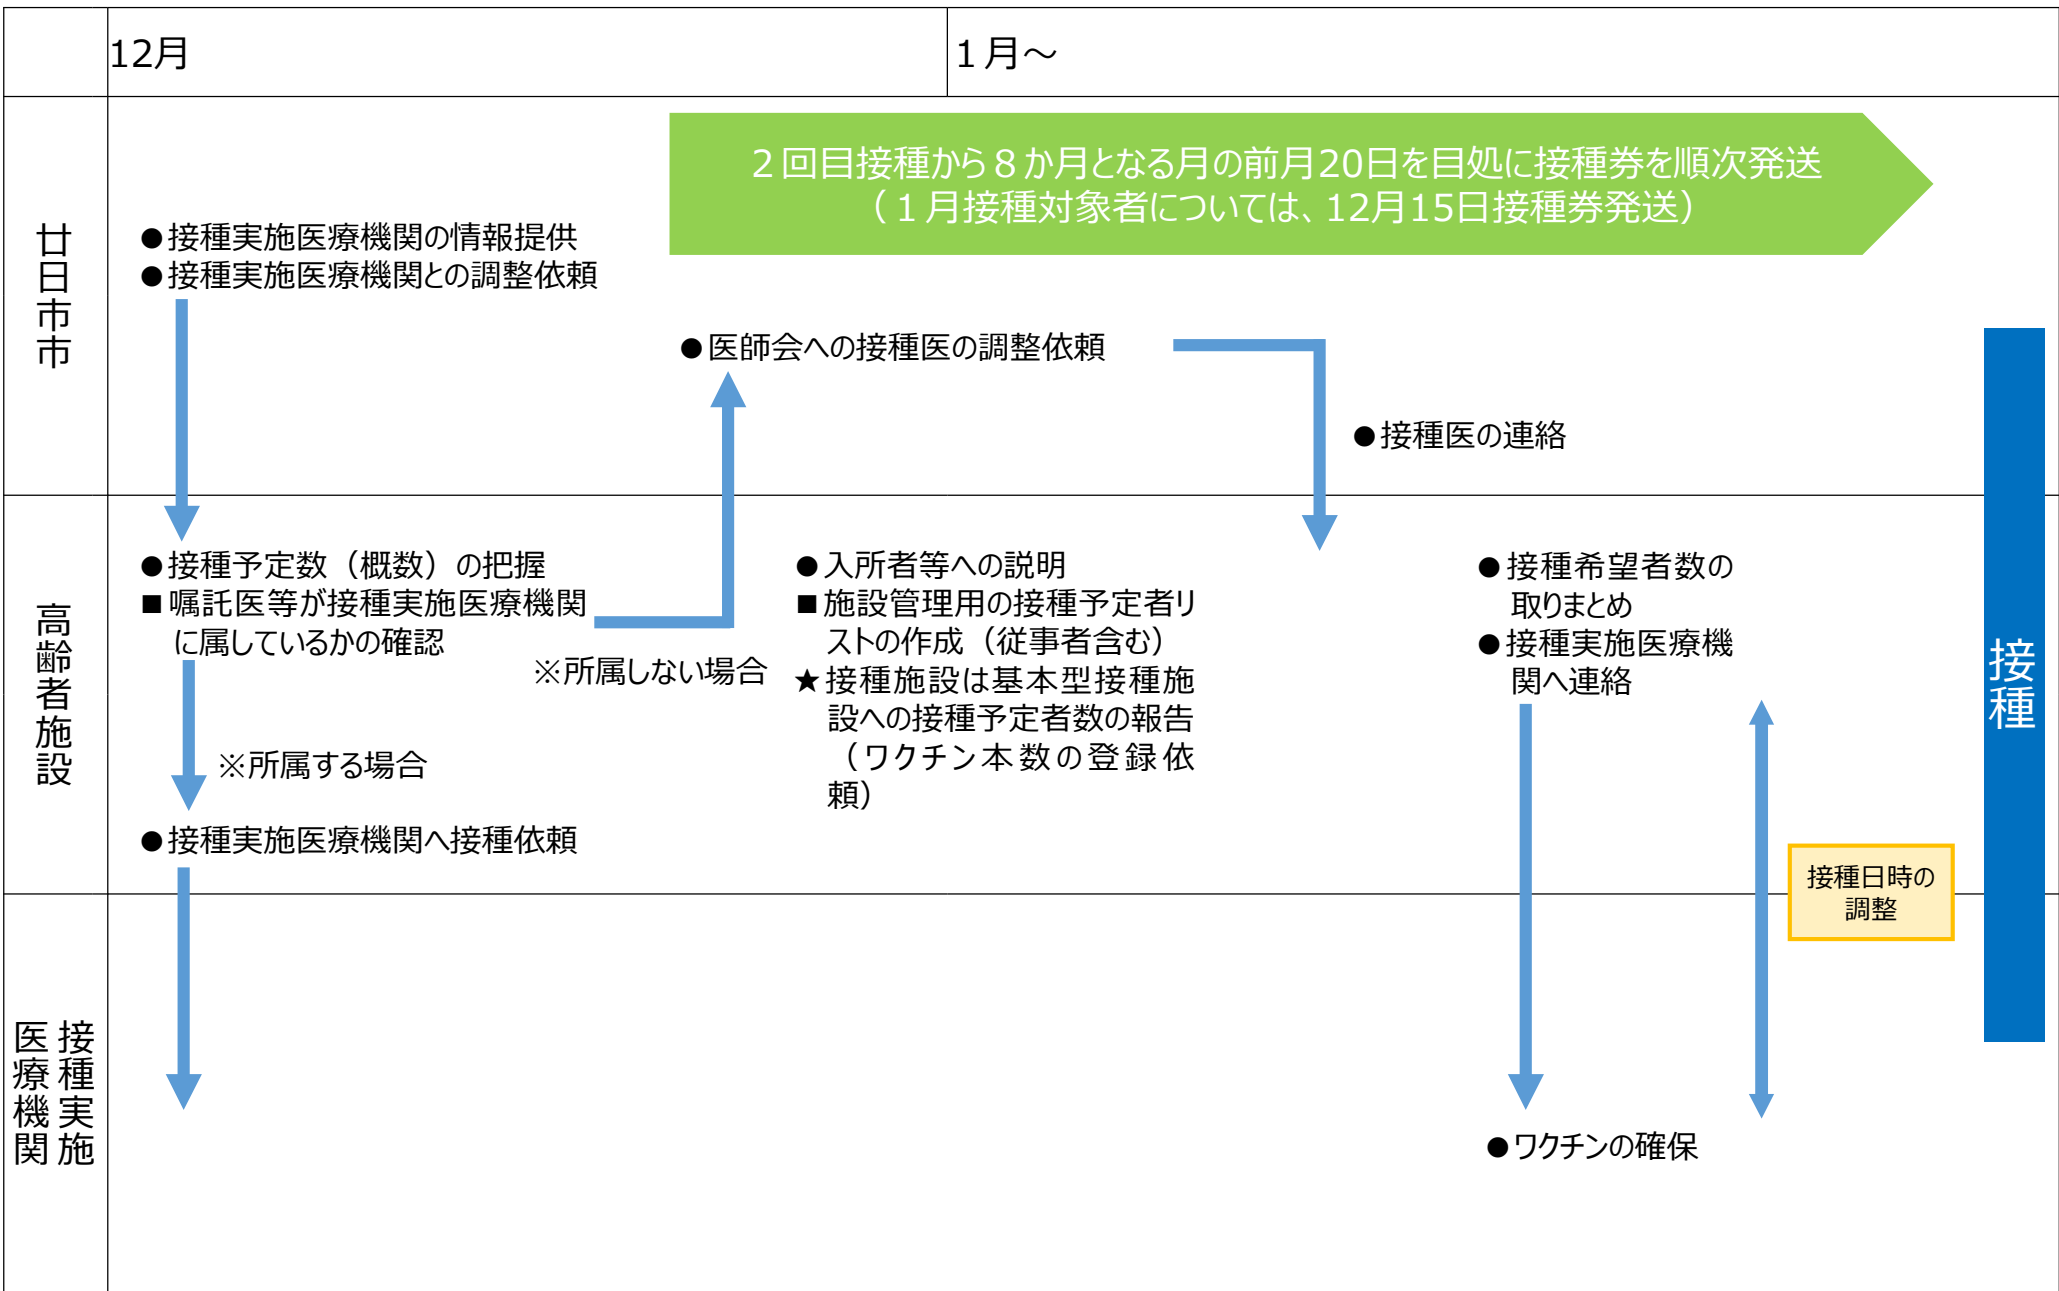 12月
１月～
廿日市市
２回目接種から８か月となる月の前月20日を目処に接種券を順次発送
（１月接種対象者については、12月15日接種券発送）
●接種実施医療機関の情報提供
●接種実施医療機関との調整依頼
●医師会への接種医の調整依頼
●接種医の連絡
高齢者施設
●接種予定数（概数）の把握
■嘱託医等が接種実施医療機関
に属しているかの確認
※所属しない場合
※所属する場合
●接種実施医療機関へ接種依頼
●入所者等への説明
■施設管理用の接種予定者リ
ストの作成（従事者含む）
★接種施設は基本型接種施
設への接種予定者数の報告
（ワクチン本数の登録依
頼）
●接種希望者数の
取りまとめ
●接種実施医療機
関へ連絡
接種日時の
調整
接種
接種実施
医療機関
●ワクチンの確保